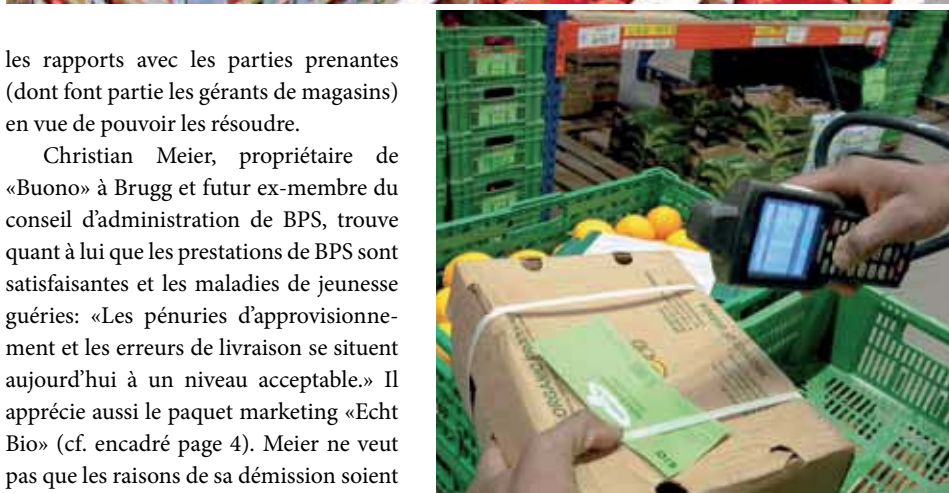 les rapports avec les parties prenantes
(dont font partie les gérants de magasins)
en vue de pouvoir les résoudre.
Christian Meier, propriétaire de
«Buono» à Brugg et futur ex-membre du
conseil d’administration de BPS, trouve
quant à lui que les prestations de BPS sont
satisfaisantes et les maladies de jeunesse
guéries: «Les pénuries d’approvisionne-
ment et les erreurs de livraison se situent
aujourd’hui à un niveau acceptable.» Il
apprécie aussi le paquet marketing «Echt
Bio» (cf. encadré page 4). Meier ne veut
pas que les raisons de sa démission soient